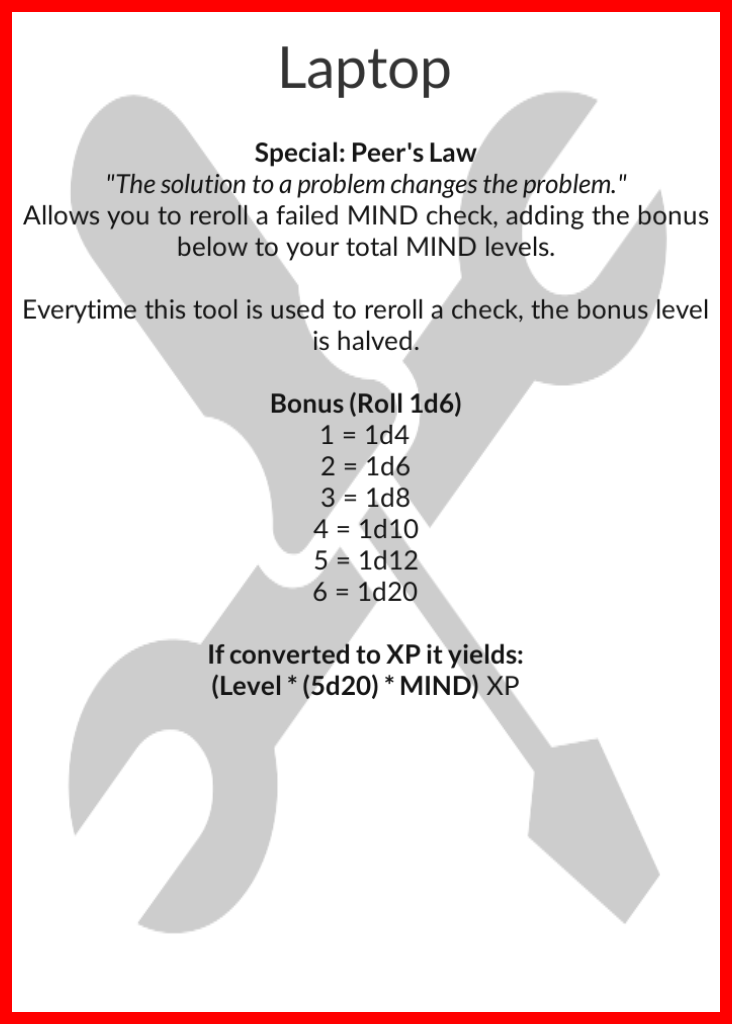 Laptop
Special: Peer's Law
"The solution to a problem changes the problem."
Allows you to reroll a failed MIND check, adding the bonus
below to your total MIND levels.
Everytime this tool is used to reroll a check, the bonus level
is halved.
Bonus (Roll 1d6)
1 = 1d4
2 = 1d6
3 = 1d8
4 = 1d10
5 = 1d12
6 = 1d20
If converted to XP it yields:
(Level * (5d20) * MIND) XP